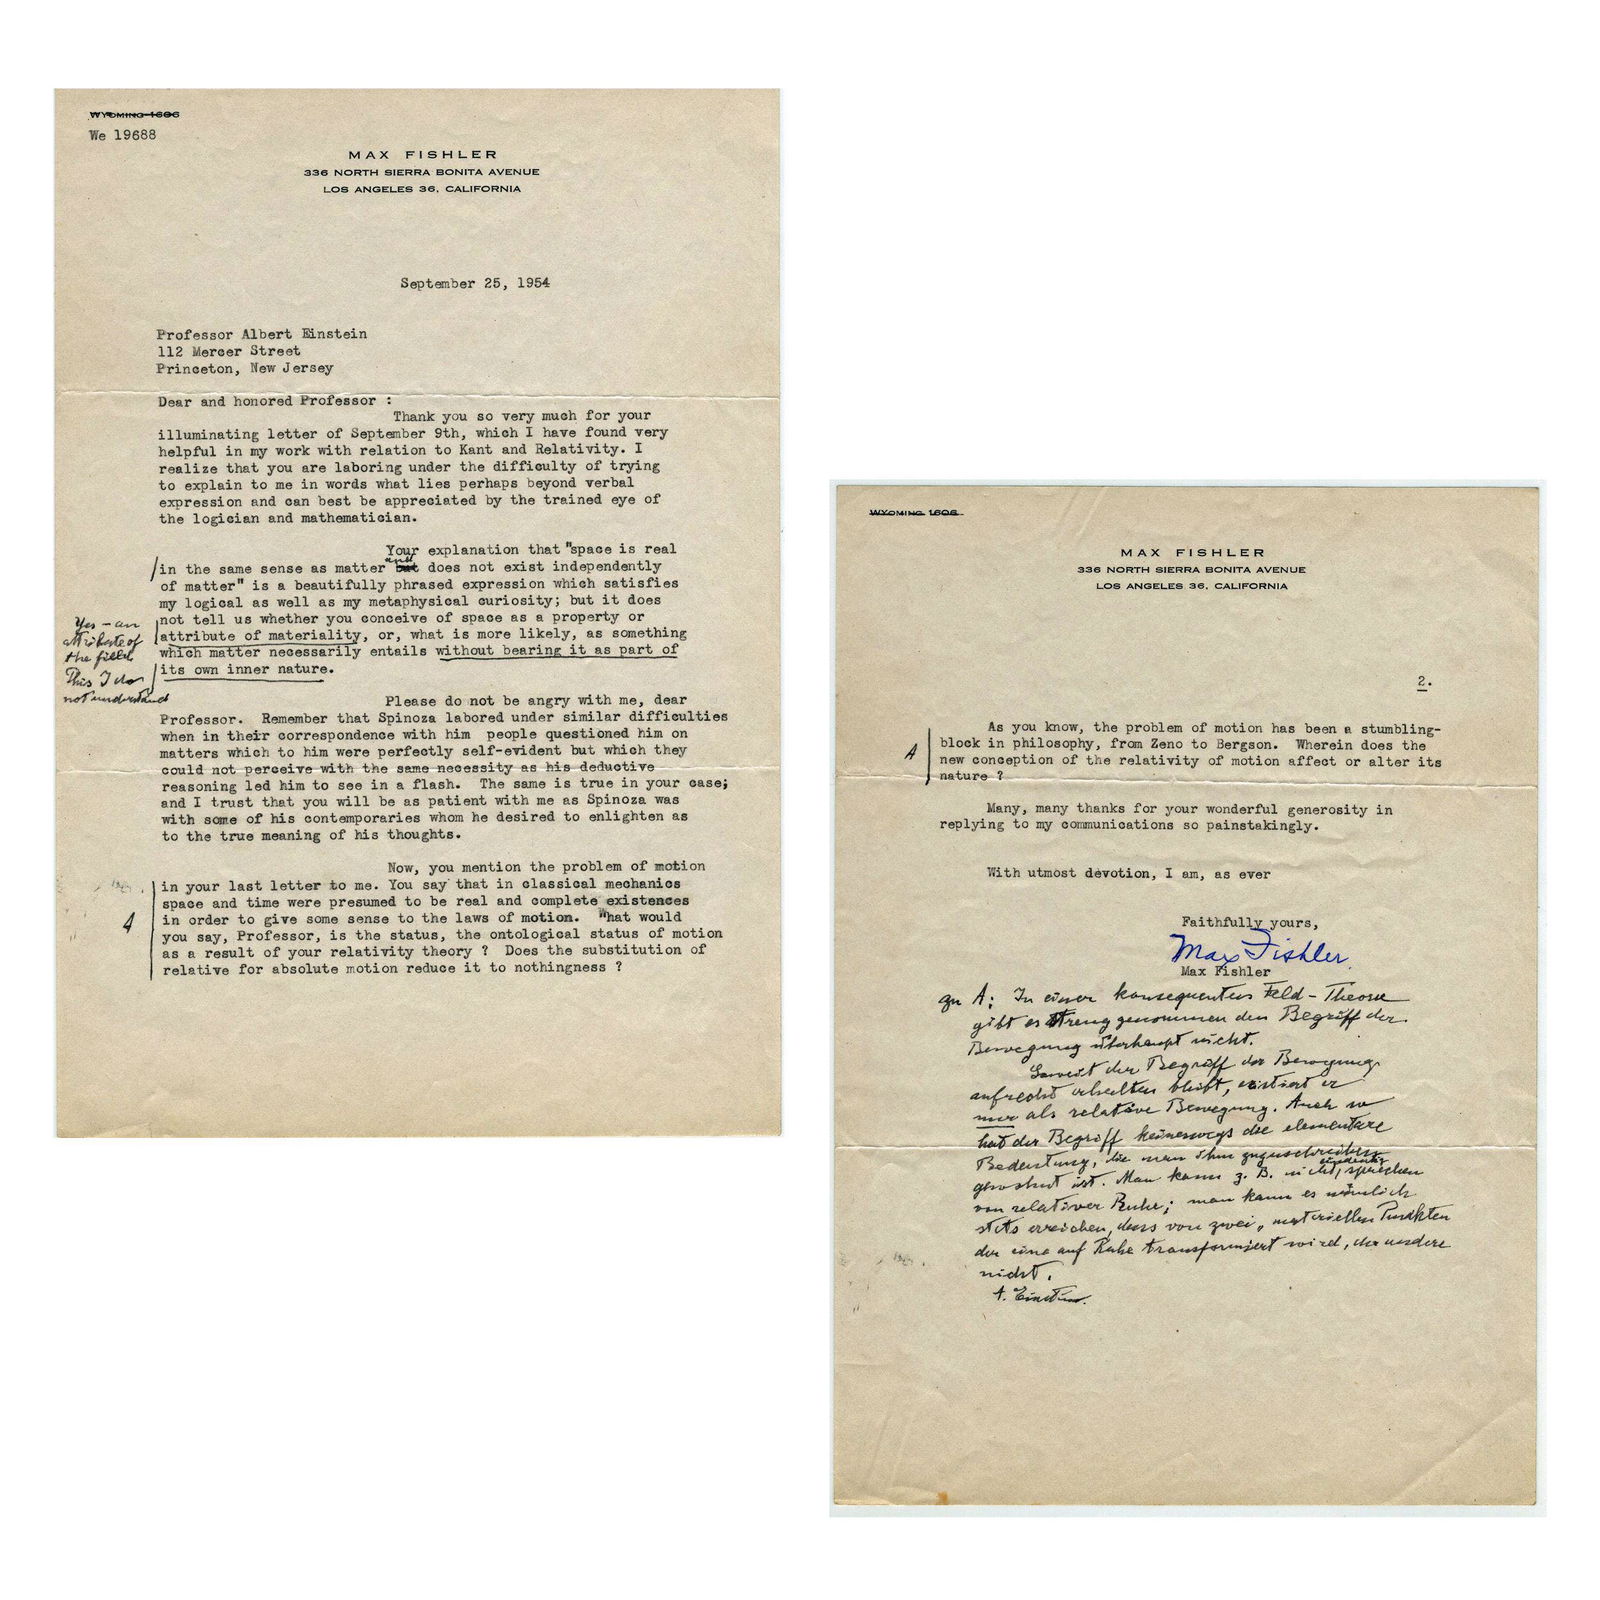 WYOMING 1606
We 19688
MAX FISHLER
336 NORTH SIERRA BONITA AVENUE
LOS ANGELES 36, CALIFORNIA
September 25, 1954
Professor Albert Einstein
112 Mercer Street
Princeton, New Jersey
Dear and honored Professor :
Thank you so very much for your
illuminating letter of September 9th, which I have found very
helpful in my work with relation to Kant and Relativity. I
realize that you are laboring under the difficulty of trying
to explain to me in words what lies perhaps beyond verbal
expression and can best be appreciated by the trained eye of
the logician and mathematician.
Your explanation that "space is real
in the same sense as matter but and does not exist independently
of matter" is a beautifully phrased expression which satisfies
my logical as well as my metaphysical curiosity; but it does
not tell us whether you conceive of space as a property or
attribute of materiality, or, what is more likely, as something
which matter necessarily entails without bearing it as part of
its own inner nature.
Yes – an
attribute of
the field
This I do
not understand
Please do not be angry with me, dear
Professor. Remember that Spinoza labored under similar difficulties
when in their correspondence with him people questioned him on
matters which to him were perfectly self-evident but which they
could not perceive with the same necessity as his deductive
reasoning led him to see in a flash. The same is true in your case;
and I trust that you will be as patient with me as Spinoza was
with some of his contemporaries whom he desired to enlighten as
to the true meaning of his thoughts.
Now, you mention the problem of motion
in your last letter to me. You say that in classical mechanics
space and time were presumed to be real and complete existences
in order to give some sense to the laws of motion. What would
you say, Professor, is the status, the ontological status of motion
as a result of your relativity theory ? Does the substitution of
relative for absolute motion reduce it to nothingness ?
A
WYOMING 1606
MAX FISHLER
336 NORTH SIERRA BONITA AVENUE
LOS ANGELES 36, CALIFORNIA
2.
A
As you know, the problem of motion has been a stumbling-
block in philosophy, from Zeno to Bergson. Wherein does the
new conception of the relativity of motion affect or alter its
nature ?
Many, many thanks for your wonderful generosity in
replying to my communications so painstakingly.
With utmost devotion, I am, as ever
Faithfully yours,
Max Fishler
Max Fishler
zu A: In einer konsequenten Feld-Theorie
gibt es streng genommen den Begriff der
Bewegung überhaupt nicht.
Soweit der Begriff der Bewegung
aufrecht erhalten bleibt, existiert er
nur als relative Bewegung. Auch so
hat der Begriff keineswegs die elementare
Bedeutung, die man ihm zuzuschreiben
gewohnt ist. Man kann z. B. nicht eindeutig sprechen
von relativer Ruhe; man kann es nämlich
stets erreichen, dass von zwei materiellen Punkten
der eine auf Ruhe transformiert wird, der andere
nicht.
A. Einstein.